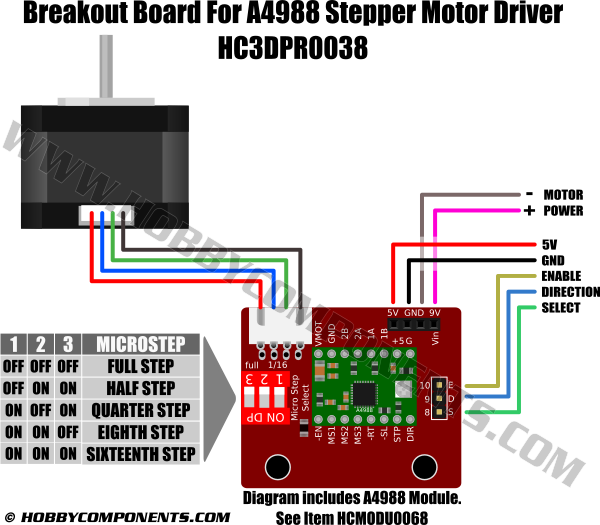 Breakout Board For A4988 Stepper Motor Driver
HC3DPR0038
WWW.HOBBYCOMPONENTS.COM
- MOTOR
+ POWER
5V
GND
ENABLE
DIRECTION
SELECT
5V GND 9V
+5 G
Vin
VMOT GND 2B 2A 1A 1B
full 1/16
3 2 1
ON DP
Micro Step
Select
A4988
-EN MS1 MS2 MS3 -RT -SL STP DIR
10 E
9 D
8 S
1 2 3 MICROSTEP
OFF OFF OFF FULL STEP
OFF ON ON HALF STEP
ON OFF ON QUARTER STEP
ON ON OFF EIGHTH STEP
ON ON ON SIXTEENTH STEP
Diagram includes A4988 Module.
See Item HCMODU0068
© HOBBYCOMPONENTS.COM